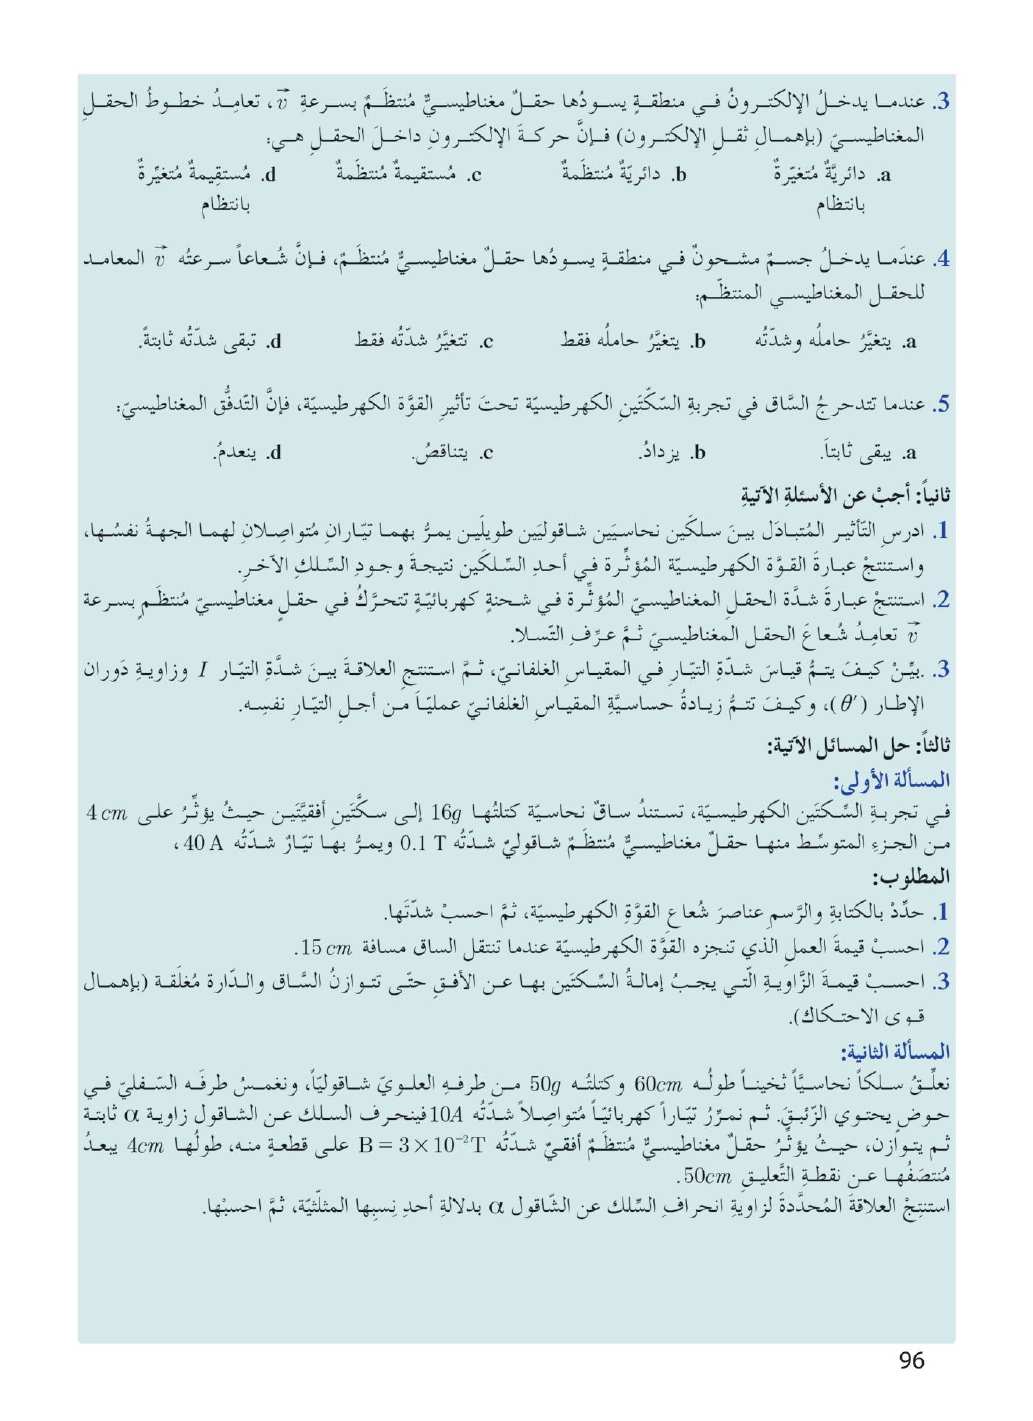 3. عندما يدخلُ الإلكترونُ في منطقةٍ يسودُها حقلٌ مغناطيسيٌّ مُنتظَمٌ بسرعةِ v⃗، تعامِدُ خطوطُ الحقلِ
المغناطيسيّ (بإهمالِ ثقلِ الإلكترون) فإنَّ حركةَ الإلكترونِ داخلَ الحقلِ هي:
a. دائريَّةٌ مُتغيّرةٌ b. دائريّةٌ مُنتظَمةٌ c. مُستقيمةٌ مُنتظَمةٌ d. مُستقِيمةٌ مُتغيِّرةٌ
بانتظام بانتظام
4. عندَما يدخلُ جسمٌ مشحونٌ في منطقةٍ يسودُها حقلٌ مغناطيسيٌّ مُنتظَمٌ، فإنَّ شُعاعاً سرعتُه v⃗ المعامد
للحقل المغناطيسي المنتظَم:
a. يتغيَّرُ حاملُه وشدّتُه b. يتغيَّرُ حاملُه فقط c. تتغيَّرُ شدّتُه فقط d. تبقى شدّتُه ثابتةً.
5. عندما تتدحرجُ السَّاق في تجربةِ السّكّتَينِ الكهرطيسيّة تحتَ تأثيرِ القوَّة الكهرطيسيّة، فإنَّ التّدفُّق المغناطيسيّ:
a. يبقى ثابتاً. b. يزدادُ. c. يتناقصُ. d. ينعدمُ.
ثانياً: أجبْ عن الأسئلةِ الآتيةِ
1. ادرسِ التّأثير المُتبادَل بينَ سلكَين نحاسيَين شاقوليَين طويلَين يمرُّ بهما تيّارانِ مُتواصِلانِ لهما الجهةُ نفسُها،
واستنتجْ عبارةَ القوَّة الكهرطيسيّة المُؤثِّرة في أحدِ السِّلكَين نتيجةَ وجودِ السِّلكِ الآخرِ.
2. استنتجْ عبارةَ شدَّة الحقلِ المغناطيسيّ المُؤثِّرة في شحنةٍ كهربائيّةٍ تتحرَّكُ في حقلٍ مغناطيسيّ مُنتظَمٍ بسرعة
v⃗ تعامِدُ شُعاعَ الحقل المغناطيسيّ ثمَّ عرِّفِ التّسلا.
3. .بيِّنْ كيفَ يتمُّ قياسَ شدّةِ التيّارِ في المقياسِ الغلفانيّ، ثمَّ استنتجِ العلاقةَ بينَ شدَّةِ التيّار I وزاويةِ دَوران
الإطار (θ′)، وكيفَ تتمُّ زيادةُ حساسيَّةِ المقياسِ الغلفانيّ عمليّاً من أجلِ التيّارِ نفسِه.
ثالثاً: حل المسائل الآتية:
المسألة الأولى:
في تجربةِ السِّكتَين الكهرطيسيّة، تستندُ ساقٌ نحاسيّة كتلتُها 16g إلى سكَّتَينِ أفقيَّتَين حيثُ يؤثِّرُ على 4 cm
من الجزءِ المتوسِّط منها حقلٌ مغناطيسيٌّ مُنتظَمٌ شاقوليٌ شدّتُه 0.1 T ويمرُّ بها تيّارٌ شدّتُه 40 A ،
المطلوب:
1. حدِّدْ بالكتابةِ والرَّسمِ عناصرَ شُعاعِ القوَّةِ الكهرطيسيّة، ثمَّ احسبْ شدّتَها.
2. احسبْ قيمةَ العملِ الذي تنجزه القوَّة الكهرطيسيّة عندما تنتقل الساق مسافة 15 cm.
3. احسبْ قيمةَ الزَّاويةِ الّتي يجبُ إمالةُ السِّكتَين بها عن الأفقِ حتّى تتوازنُ السَّاق والدّارة مُغلَقة (بإهمال
قوى الاحتكاك).
المسألة الثانية:
نعلِّقُ سلكاً نحاسيَّاً ثخيناً طولُه 60cm وكتلتُه 50g من طرفهِ العلويّ شاقوليّاً، ونغمسُ طرفَه السّفليّ في
حوضٍ يحتوي الزّئبقَ. ثم نمرِّرُ تيّاراً كهربائيّاً مُتواصِلاً شدّتُه 10A فينحرف السلك عن الشاقول زاوية α ثابتة
ثم يتوازن، حيثُ يؤثِّرُ حقلٌ مغناطيسيٌّ مُنتظَمٌ أفقيّ شدّتُه B = 3 × 10⁻²T على قطعةٍ منه، طولُها 4cm يبعدُ
مُنتصَفُها عن نقطةِ التَّعليقِ 50cm.
استنتِجْ العلاقةَ المُحدَّدةَ لزاويةِ انحرافِ السِّلك عن الشّاقول α بدلالةِ أحدِ نِسبِها المثلّثيّة، ثمَّ احسبْها.
96